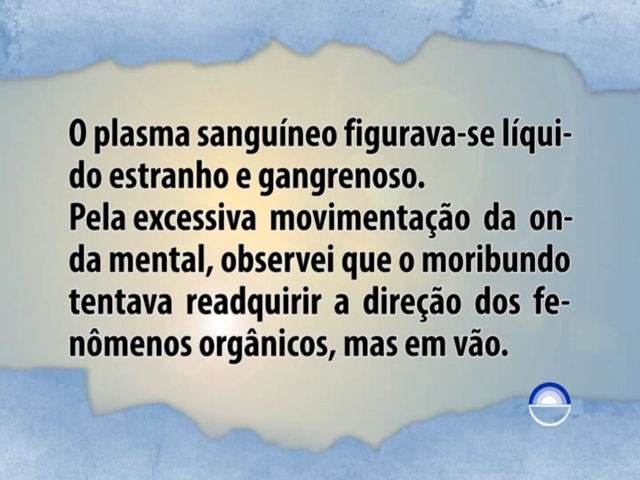 O plasma sanguíneo figurava-se líqui-
do estranho e gangrenoso.
Pela excessiva movimentação da on-
da mental, observei que o moribundo
tentava readquirir a direção dos fe-
nômenos orgânicos, mas em vão.